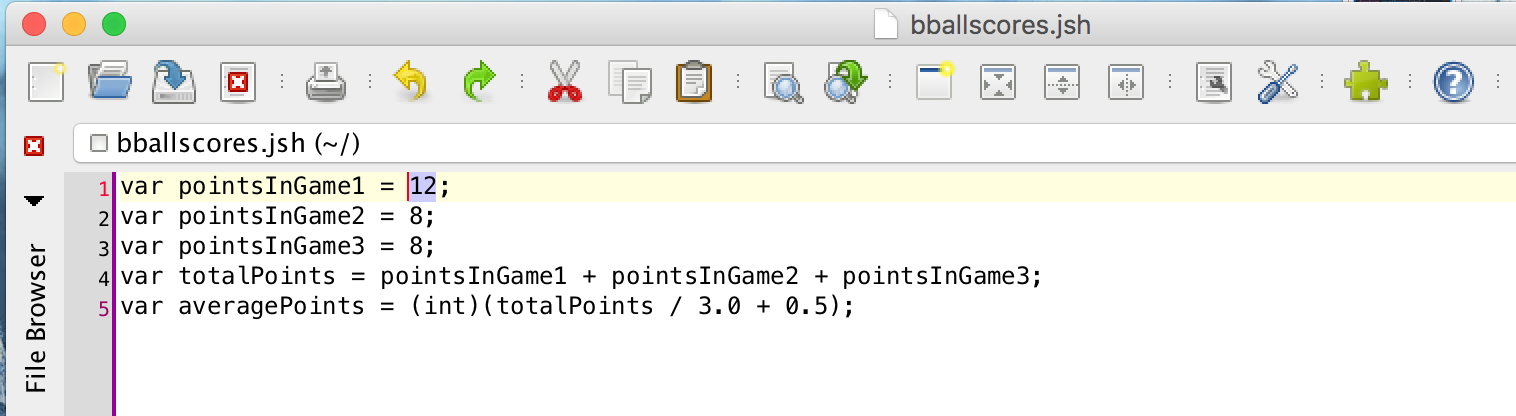 bballscores.jsh
bballscores.jsh (~/)
File Browser
1 var pointsInGame1 = 12;
2 var pointsInGame2 = 8;
3 var pointsInGame3 = 8;
4 var totalPoints = pointsInGame1 + pointsInGame2 + pointsInGame3;
5 var averagePoints = (int)(totalPoints / 3.0 + 0.5);